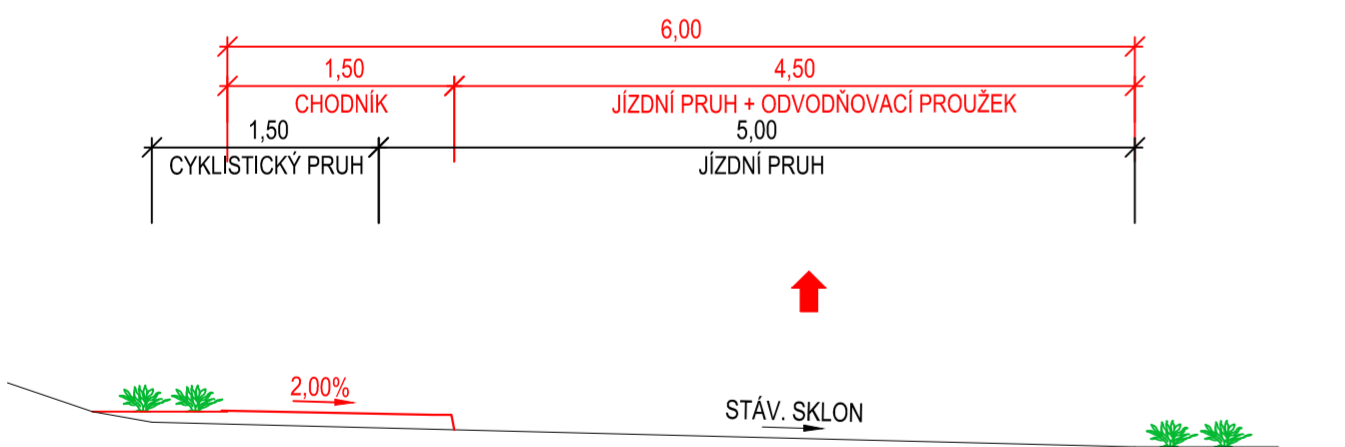 6,00
1,50 4,50
CHODNÍK JÍZDNÍ PRUH + ODVODŇOVACÍ PROUŽEK
1,50 5,00
CYKLISTICKÝ PRUH JÍZDNÍ PRUH
2,00%
STÁV. SKLON